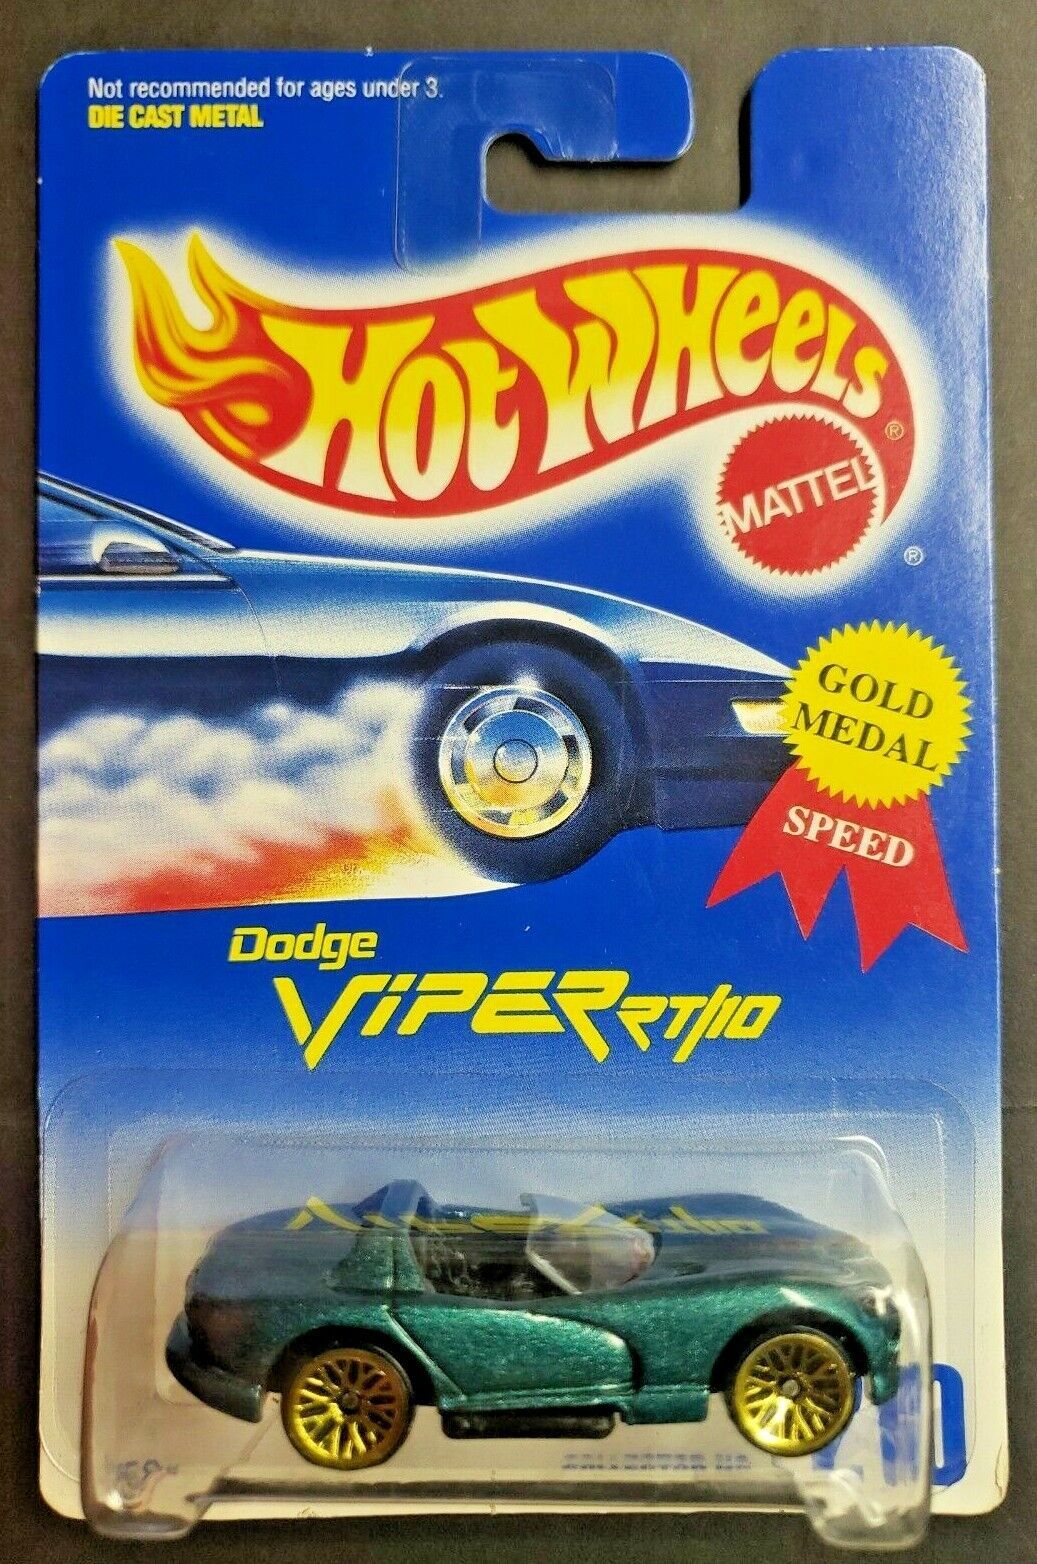 Not recommended for ages under 3.
DIE CAST METAL
HOT WHEELS ®
MATTEL
®
GOLD
MEDAL
SPEED
Dodge
VIPER RT/10
COLLECTOR